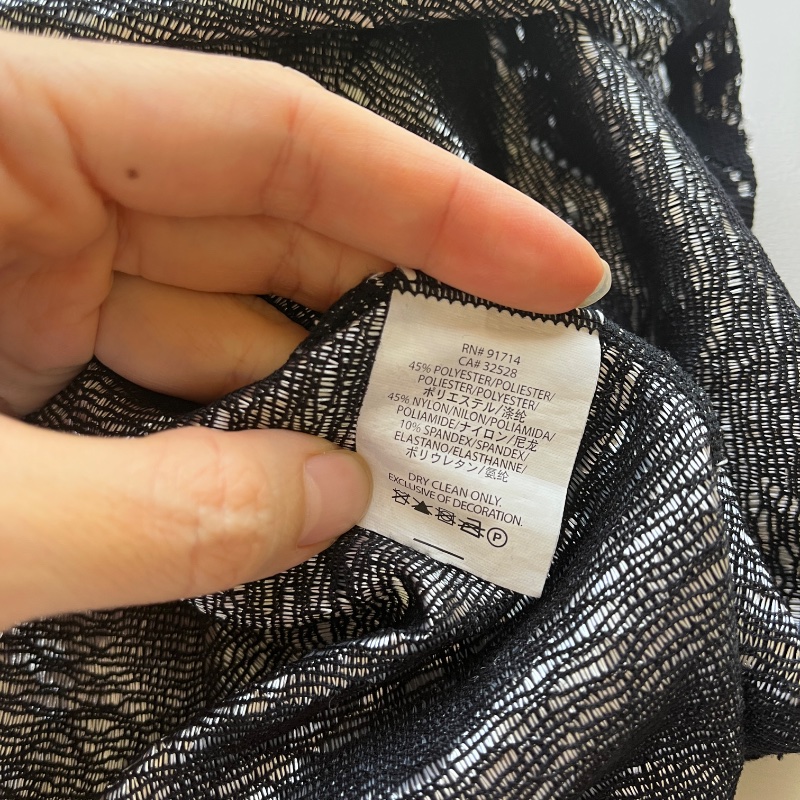 RN# 91714
CA# 32528
45% POLYESTER/POLIESTER/
POLIESTER/POLYESTER/
ポリエステル/涤纶
45% NYLON/NILON/POLIAMIDA/
POLIAMIDE/ナイロン/尼龙
10% SPANDEX/SPANDEX/
ELASTANO/ELASTHANNE/
ポリウレタン/氨纶
DRY CLEAN ONLY.
EXCLUSIVE OF DECORATION.
P